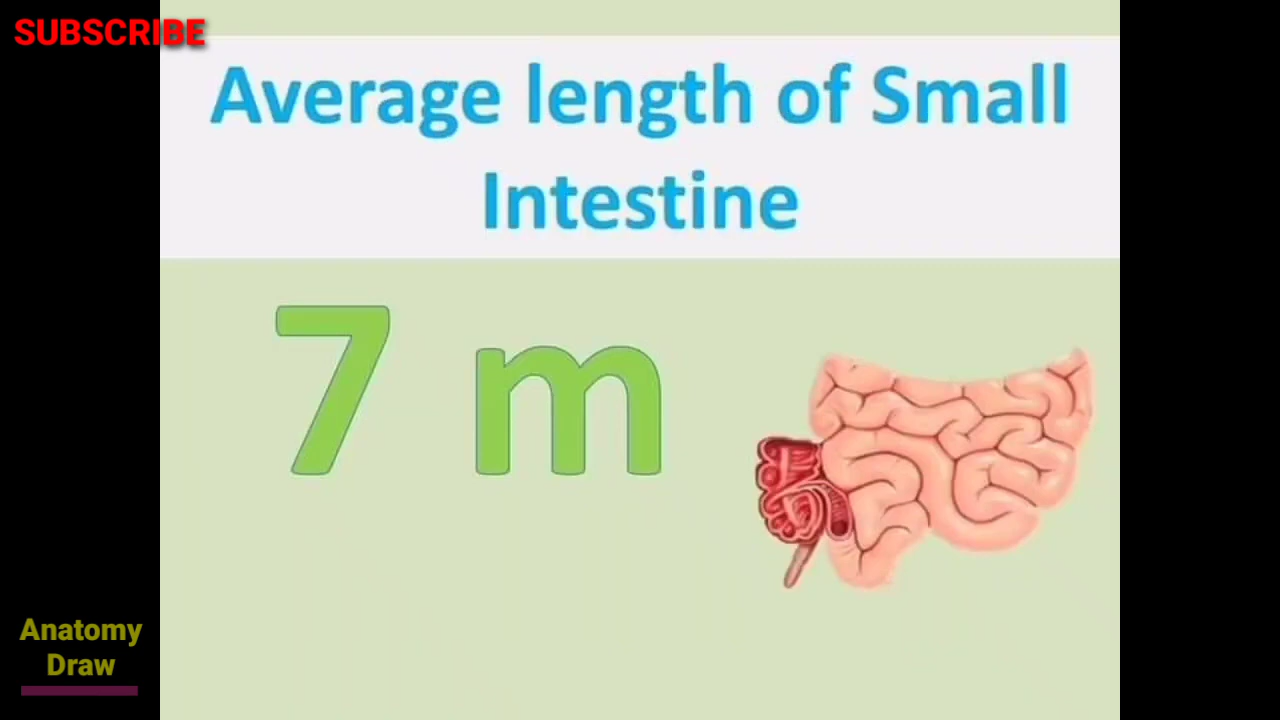 SUBSCRIBE
Average length of Small
Intestine
7 m
Anatomy
Draw